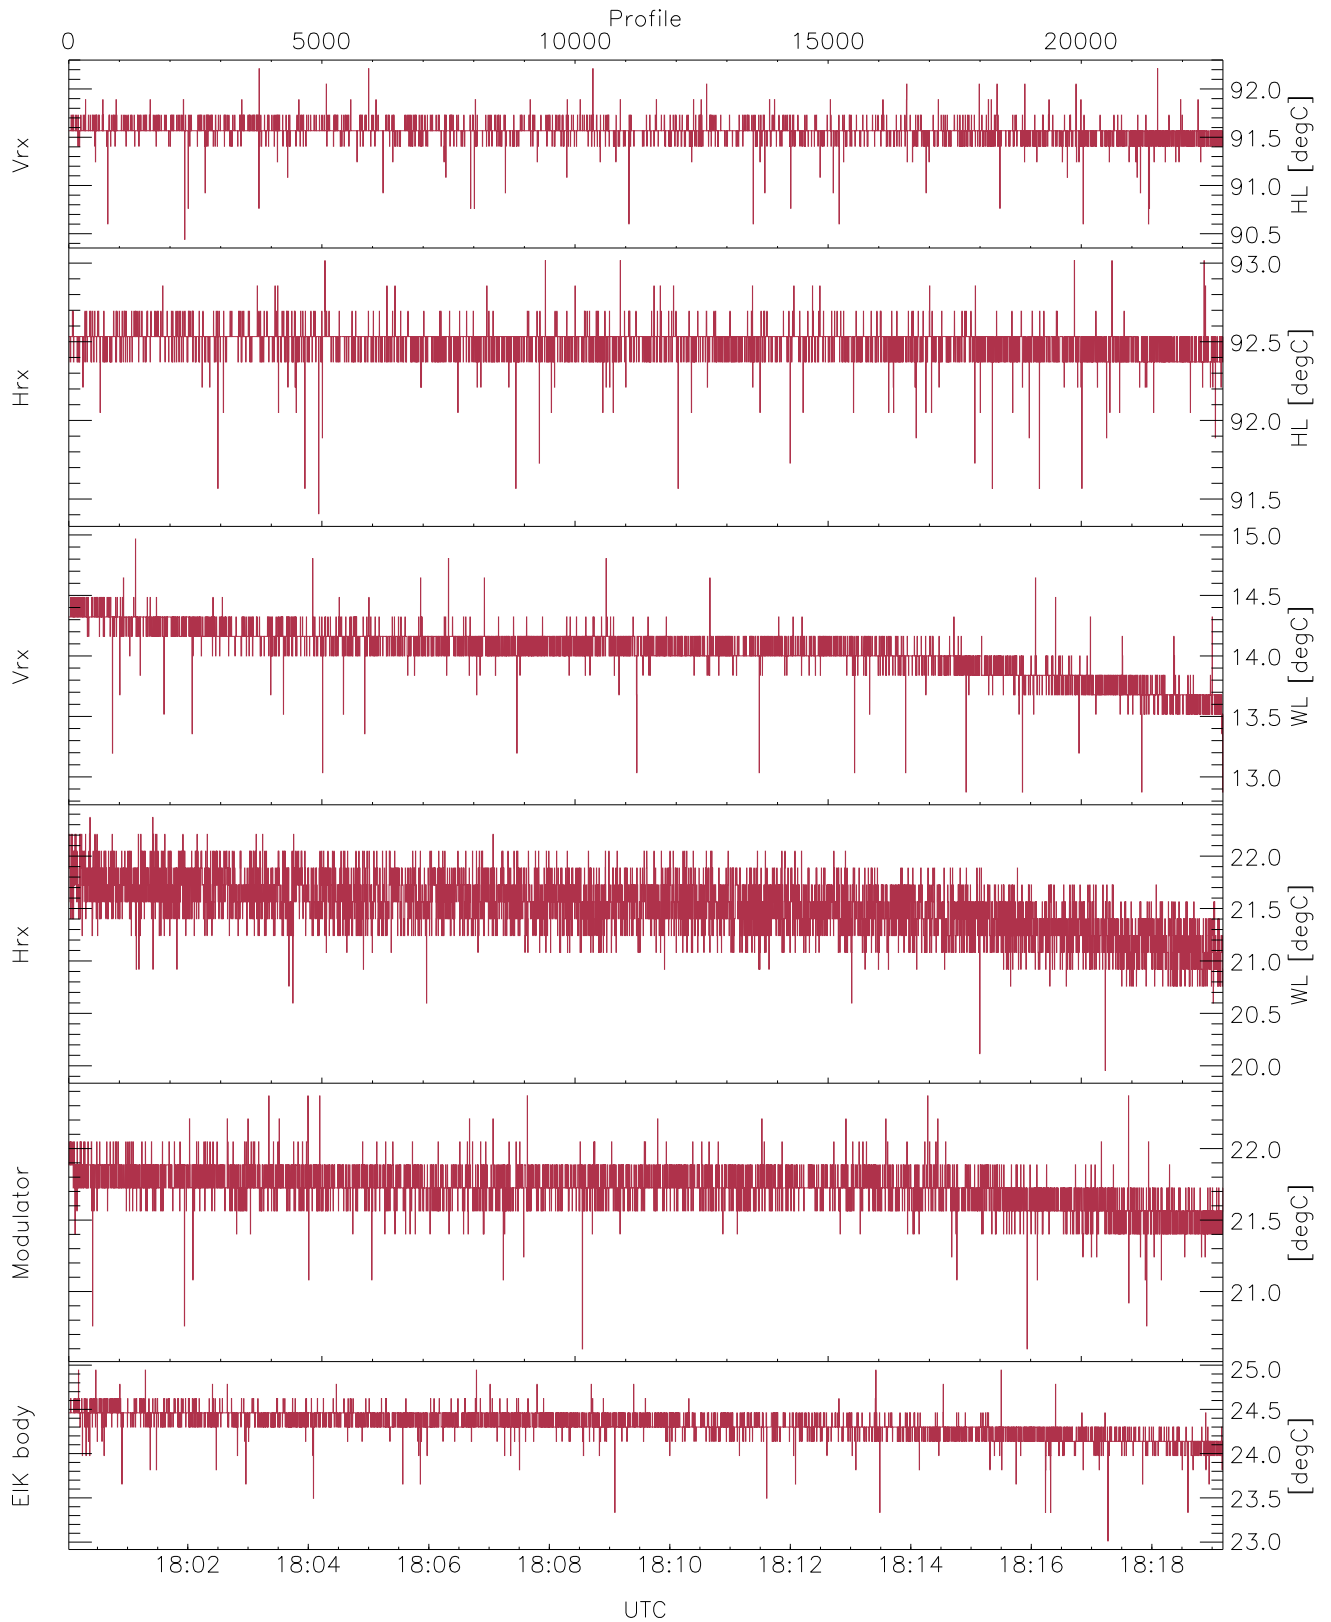 Profile
0 5000 10000 15000 20000
Vrx
92.0
91.5
91.0
90.5
HL [degC]
Hrx
93.0
92.5
92.0
91.5
HL [degC]
Vrx
15.0
14.5
14.0
13.5
13.0
WL [degC]
Hrx
22.0
21.5
21.0
20.5
20.0
WL [degC]
Modulator
22.0
21.5
21.0
[degC]
EIK body
25.0
24.5
24.0
23.5
23.0
[degC]
18:02 18:04 18:06 18:08 18:10 18:12 18:14 18:16 18:18
UTC